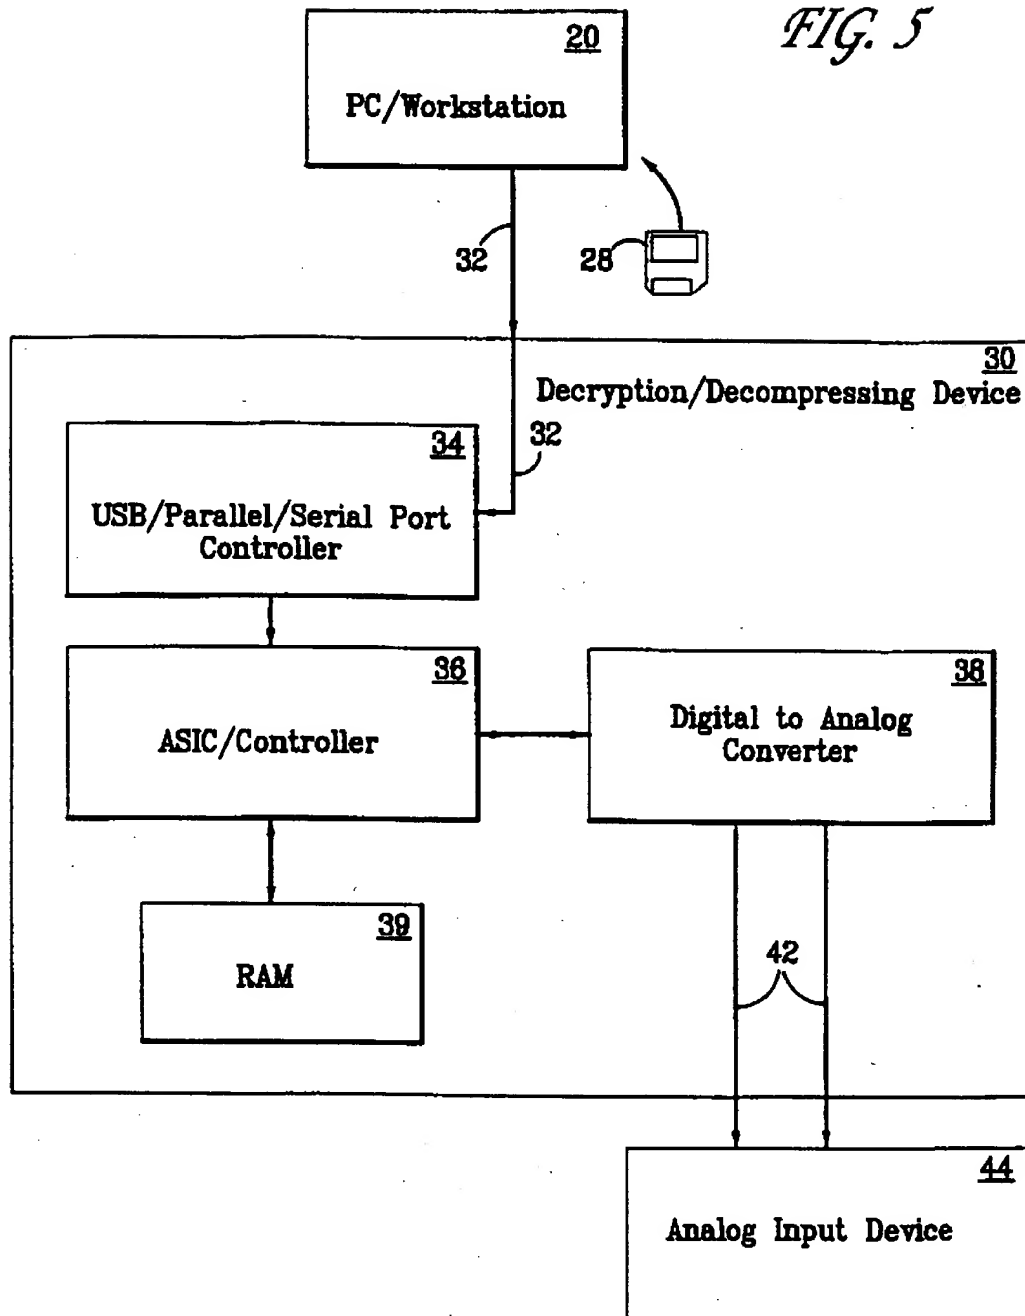 FIG. 5
20
PC/Workstation
32
28
30
Decryption/Decompressing Device
32
34
USB/Parallel/Serial Port
Controller
36
ASIC/Controller
38
Digital to Analog
Converter
39
RAM
42
44
Analog Input Device